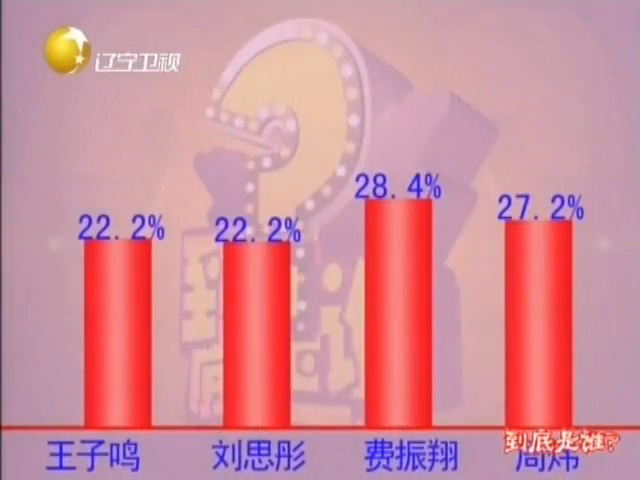 辽宁卫视
22.2%
22.2%
28.4%
27.2%
王子鸣
刘思彤
费振翔
周炜
到底是谁?